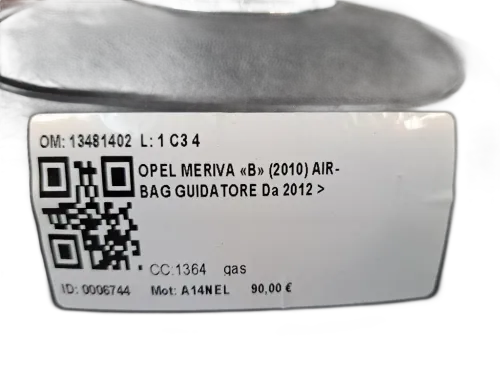 OM: 13481402 L: 1 C3 4
OPEL MERIVA «B» (2010) AIR-
BAG GUIDATORE Da 2012 >
CC:1364 gas
ID: 0006744 Mot: A14NEL 90,00 €